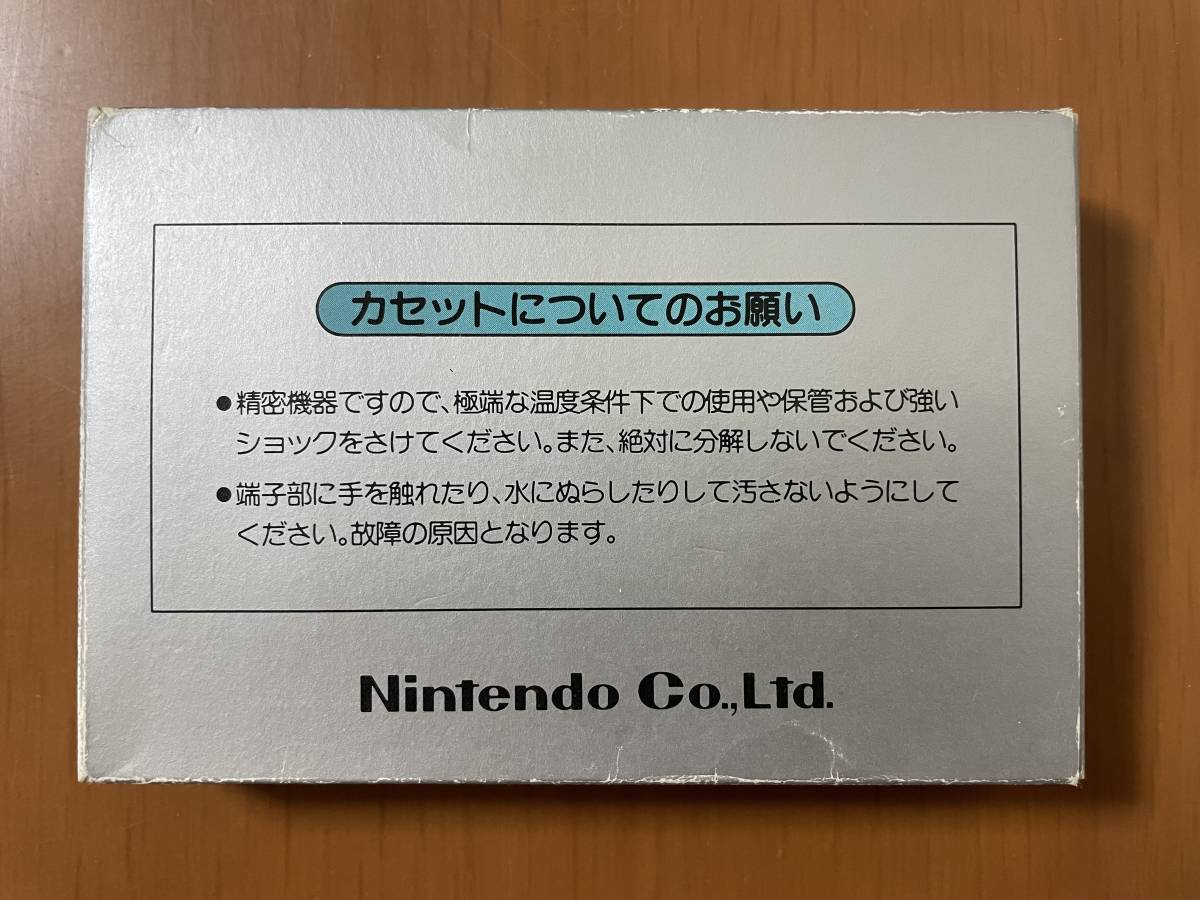 カセットについてのお願い
●精密機器ですので、極端な温度条件下での使用や保管および強い
ショックをさけてください。また、絶対に分解しないでください。
●端子部に手を触れたり、水にぬらしたりして汚さないようにして
ください。故障の原因となります。
Nintendo Co.,Ltd.